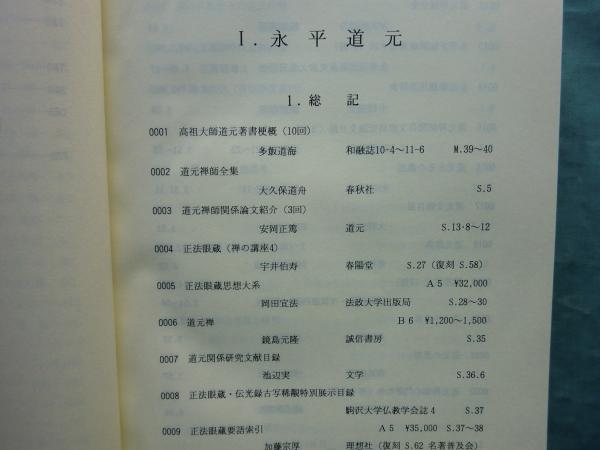 I. 永平道元
1. 総記
0001 高祖大師道元著書梗概 (10回)
多飯道海 和融誌10-4~11-6 M.39~40
0002 道元禅師全集
大久保道舟 春秋社 S.5
0003 道元禅師関係論文紹介 (3回)
安岡正篤 道元 S.13・8~12
0004 正法眼蔵 (禅の講座4)
宇井伯寿 春陽堂 S.27 (復刻 S.58)
0005 正法眼蔵思想大系 A5 ¥32,000
岡田宜法 法政大学出版局 S.28~30
0006 道元禅 B6 ¥1,200~1,500
鏡島元隆 誠信書房 S.35
0007 道元関係研究文献目録
池辺実 文学 S.36.6
0008 正法眼蔵・伝光録古写稀覯特別展示目録
駒沢大学仏教学会誌4 S.37
0009 正法眼蔵要語索引 A5 ¥35,000 S.37~38
加藤宗厚 理想社 (復刻 S.62 名著普及会)